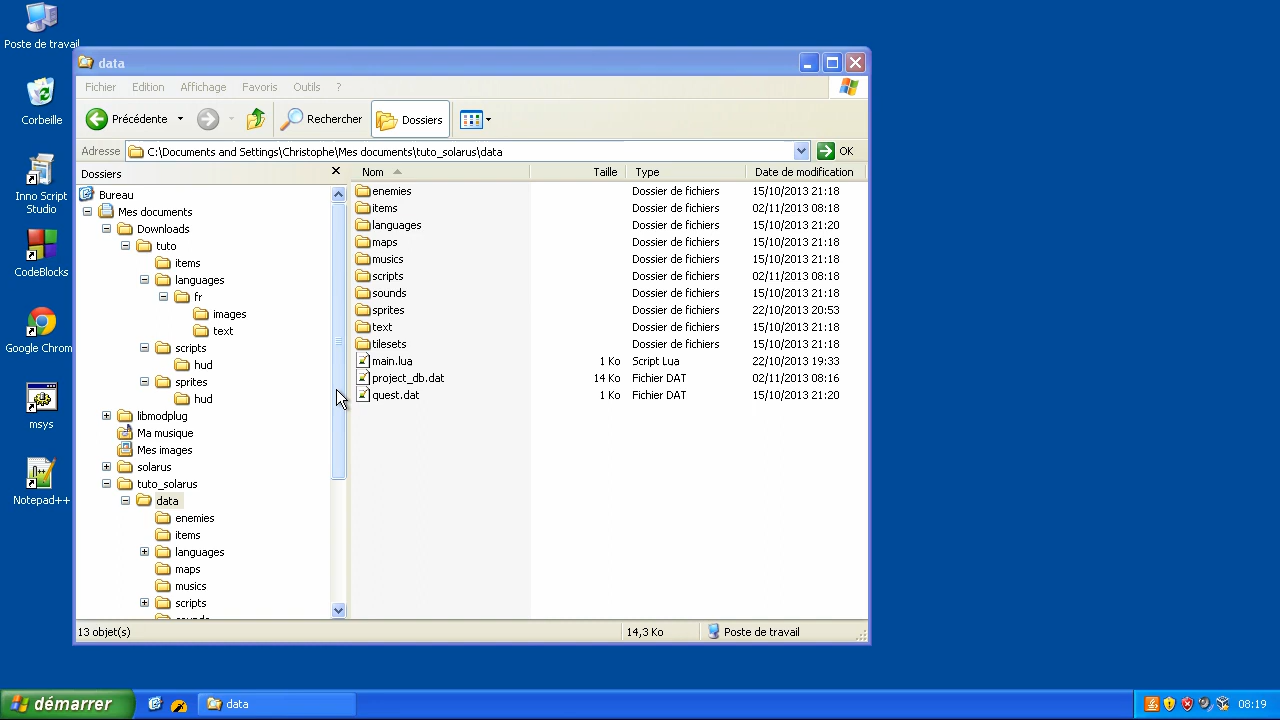 Poste de travail
Corbeille
Inno Script
Studio
CodeBlocks
Google Chrom
msys
Notepad++
data
Fichier Edition Affichage Favoris Outils ?
Précédente Rechercher Dossiers
Adresse C:\Documents and Settings\Christophe\Mes documents\tuto_solarus\data OK
Dossiers
Bureau
Mes documents
Downloads
tuto
items
languages
fr
images
text
scripts
hud
sprites
hud
libmodplug
Ma musique
Mes images
solarus
tuto_solarus
data
enemies
items
languages
maps
musics
scripts
sounds
Nom Taille Type Date de modification
enemies Dossier de fichiers 15/10/2013 21:18
items Dossier de fichiers 02/11/2013 08:18
languages Dossier de fichiers 15/10/2013 21:20
maps Dossier de fichiers 15/10/2013 21:18
musics Dossier de fichiers 15/10/2013 21:18
scripts Dossier de fichiers 02/11/2013 08:18
sounds Dossier de fichiers 15/10/2013 21:18
sprites Dossier de fichiers 22/10/2013 20:53
text Dossier de fichiers 15/10/2013 21:18
tilesets Dossier de fichiers 15/10/2013 21:18
main.lua 1 Ko Script Lua 22/10/2013 19:33
project_db.dat 14 Ko Fichier DAT 02/11/2013 08:16
quest.dat 1 Ko Fichier DAT 15/10/2013 21:20
13 objet(s) 14,3 Ko Poste de travail
démarrer data 08:19